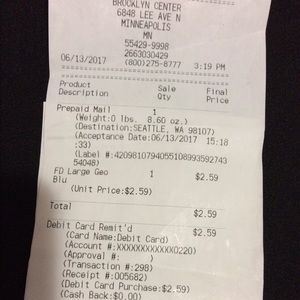 BROOKLYN CENTER
6848 LEE AVE N
MINNEAPOLIS
MN
55429-9998
2663030429
06/13/2017 (800)275-8777 3:19 PM
Product Sale Final
Description Qty Price
Prepaid Mail 1
(Weight:0 lbs. 8.60 oz.)
(Destination:SEATTLE, WA 98107)
(Acceptance Date:06/13/2017 15:18
:33)
(Label #:4209810794055108993592743
54048)
FD Large Geo 1 $2.59
Blu
(Unit Price:$2.59)
Total $2.59
Debit Card Remit'd $2.59
(Card Name:Debit Card)
(Account #:XXXXXXXXXXXX0220)
(Approval #: )
(Transaction #:298)
(Receipt #:005682)
(Debit Card Purchase:$2.59)
(Cash Back:$0.00)